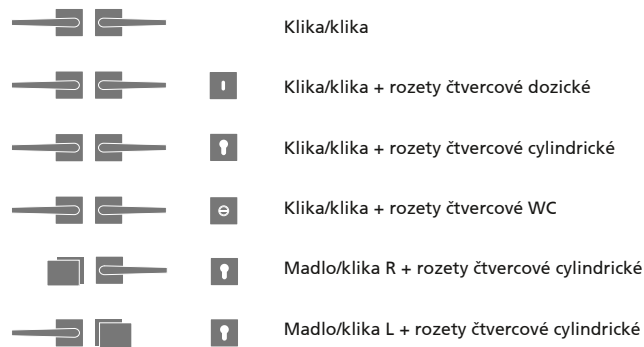 Klika/klika
Klika/klika + rozety čtvercové dozické
Klika/klika + rozety čtvercové cylindrické
Klika/klika + rozety čtvercové WC
Madlo/klika R + rozety čtvercové cylindrické
Madlo/klika L + rozety čtvercové cylindrické